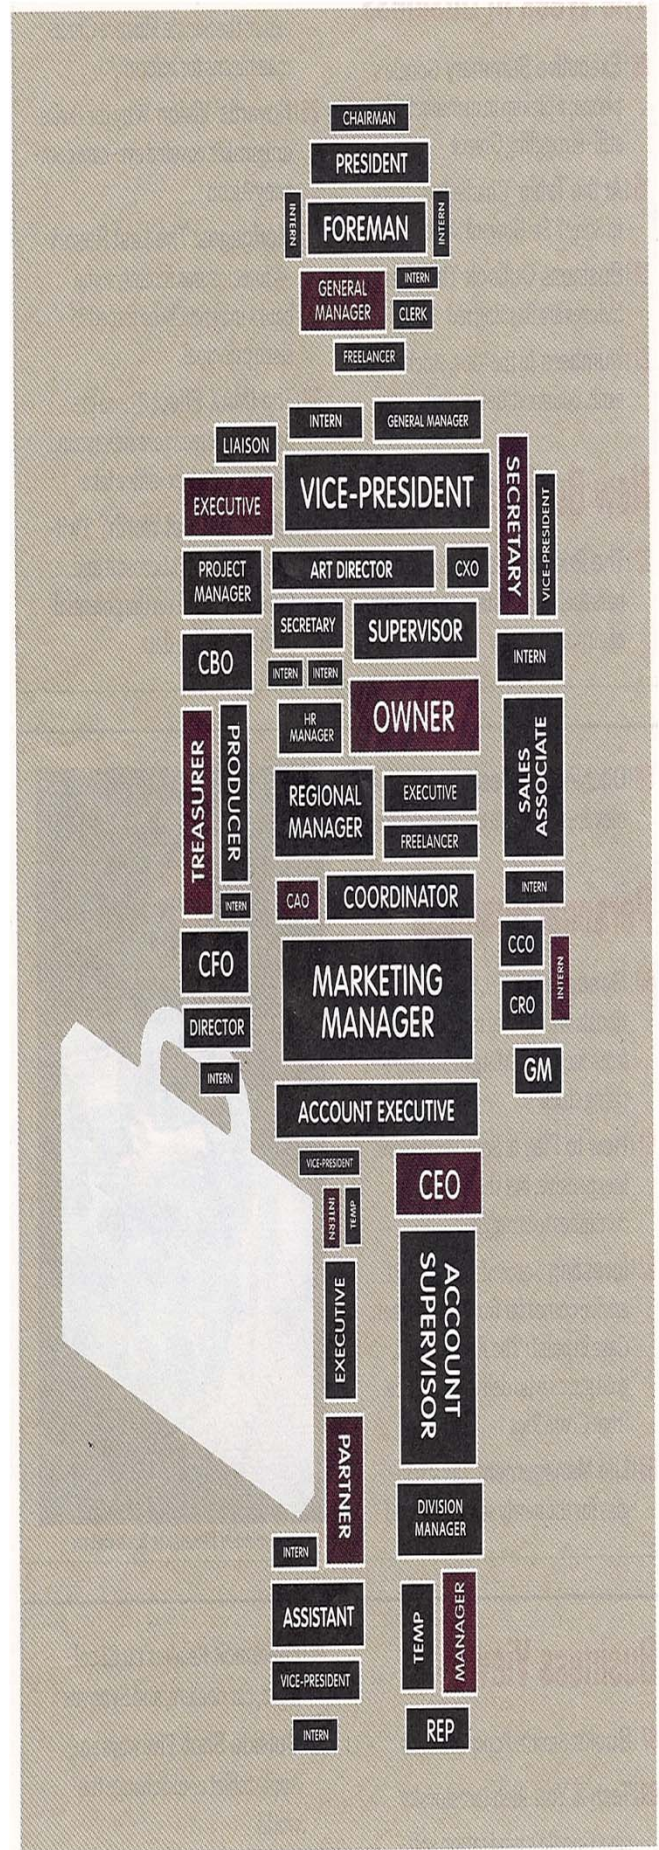 CHAIRMAN
PRESIDENT
INTERN
FOREMAN
INTERN
GENERAL
MANAGER
INTERN
CLERK
FREELANCER
INTERN
GENERAL MANAGER
LIAISON
EXECUTIVE
VICE-PRESIDENT
SECRETARY
VICE-PRESIDENT
PROJECT
MANAGER
ART DIRECTOR
CXO
SECRETARY
SUPERVISOR
CBO
INTERN
INTERN
INTERN
HR
MANAGER
OWNER
TREASURER
PRODUCER
SALES
ASSOCIATE
REGIONAL
MANAGER
EXECUTIVE
FREELANCER
INTERN
CAO
COORDINATOR
INTERN
CFO
MARKETING
MANAGER
CCO
INTERN
CRO
DIRECTOR
INTERN
GM
ACCOUNT EXECUTIVE
VICE-PRESIDENT
CEO
INTERN
TEMP
EXECUTIVE
ACCOUNT
SUPERVISOR
PARTNER
DIVISION
MANAGER
INTERN
ASSISTANT
TEMP
MANAGER
VICE-PRESIDENT
INTERN
REP